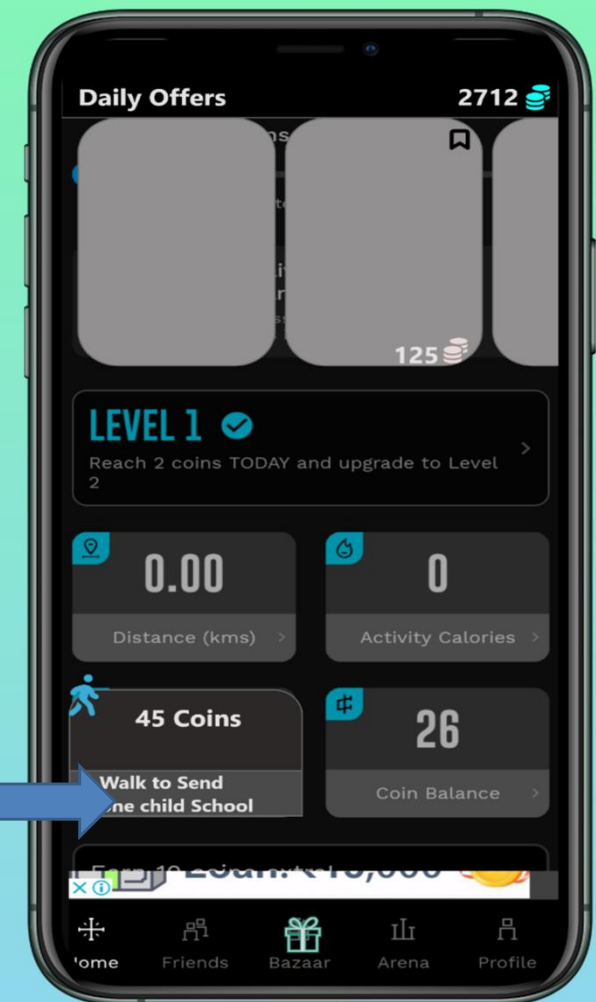 Daily Offers
2712
125
LEVEL 1
Reach 2 coins TODAY and upgrade to Level
2
0.00
Distance (kms)
0
Activity Calories
45 Coins
Walk to Send
child School
26
Coin Balance
Home
Friends
Bazaar
Arena
Profile